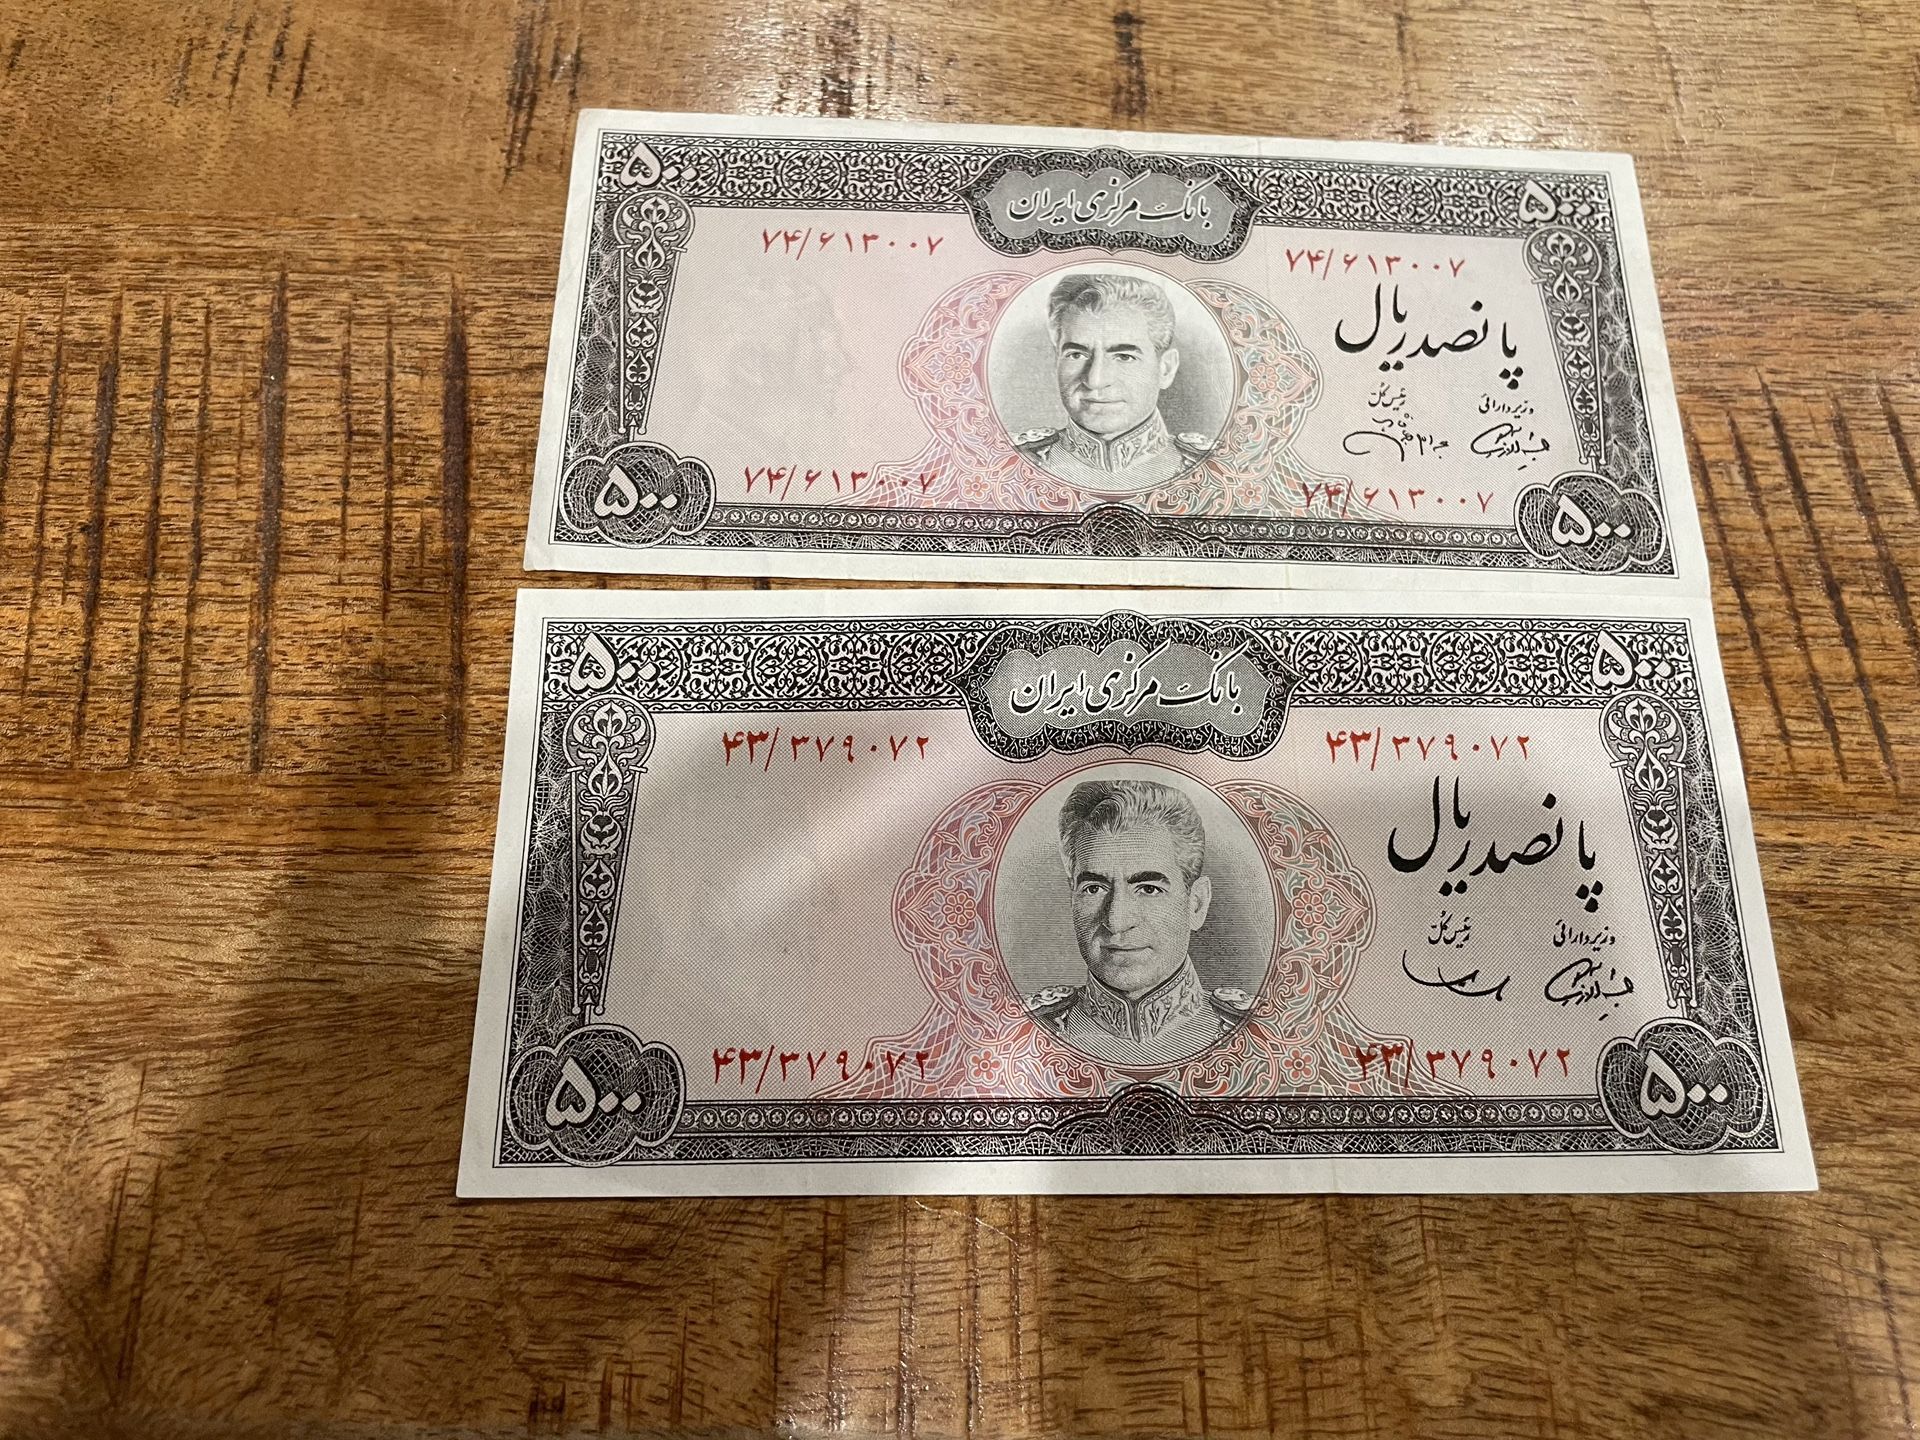 ۵۰۰ بانک مرکزی ایران ۵۰۰
۷۴/۶۱۳۰۰۷ ۷۴/۶۱۳۰۰۷
پانصد ریال
وزیر دارائی رئیس کل
۷۴/۶۱۳۰۰۷ ۷۴/۶۱۳۰۰۷
۵۰۰ ۵۰۰
۵۰۰ بانک مرکزی ایران ۵۰۰
۴۳/۳۷۹۰۷۲ ۴۳/۳۷۹۰۷۲
پانصد ریال
وزیر دارائی رئیس کل
۴۳/۳۷۹۰۷۲ ۴۳/۳۷۹۰۷۲
۵۰۰ ۵۰۰